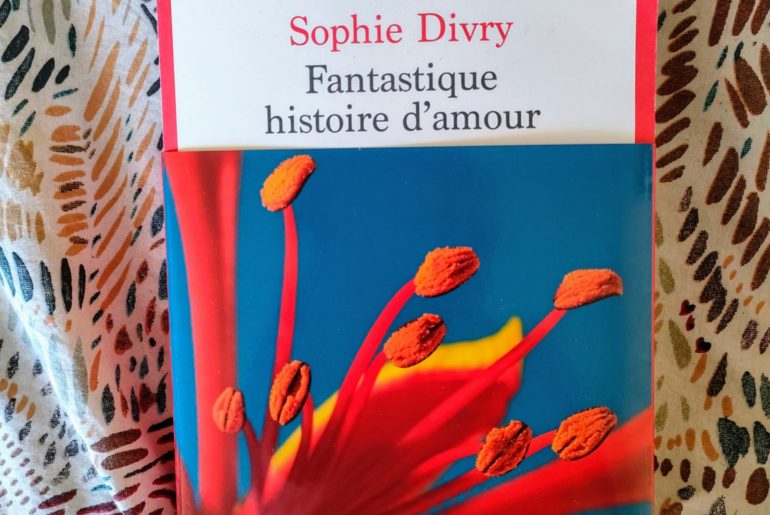 Sophie Divry
Fantastique
histoire d’amour